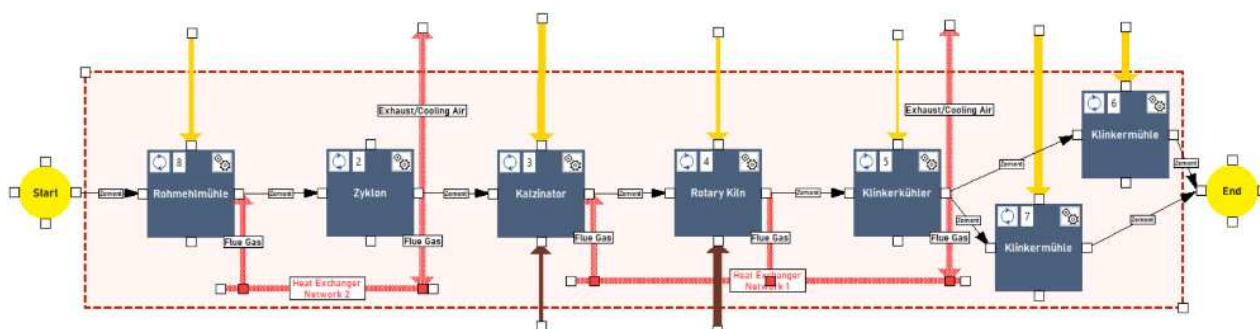 Exhaust/Cooling Air
Exhaust/Cooling Air
6
Klinkermühle
8
2
3
4
5
Zement
Zement
Start
Zement
Rohmehlmühle
Zement
Zyklon
Zement
Kalzinator
Zement
Rotary Kiln
Zement
Klinkerkühler
End
Zement
Zement
7
Klinkermühle
Flue Gas
Flue Gas
Flue Gas
Flue Gas
Flue Gas
Heat Exchanger
Network 2
Heat Exchanger
Network 1